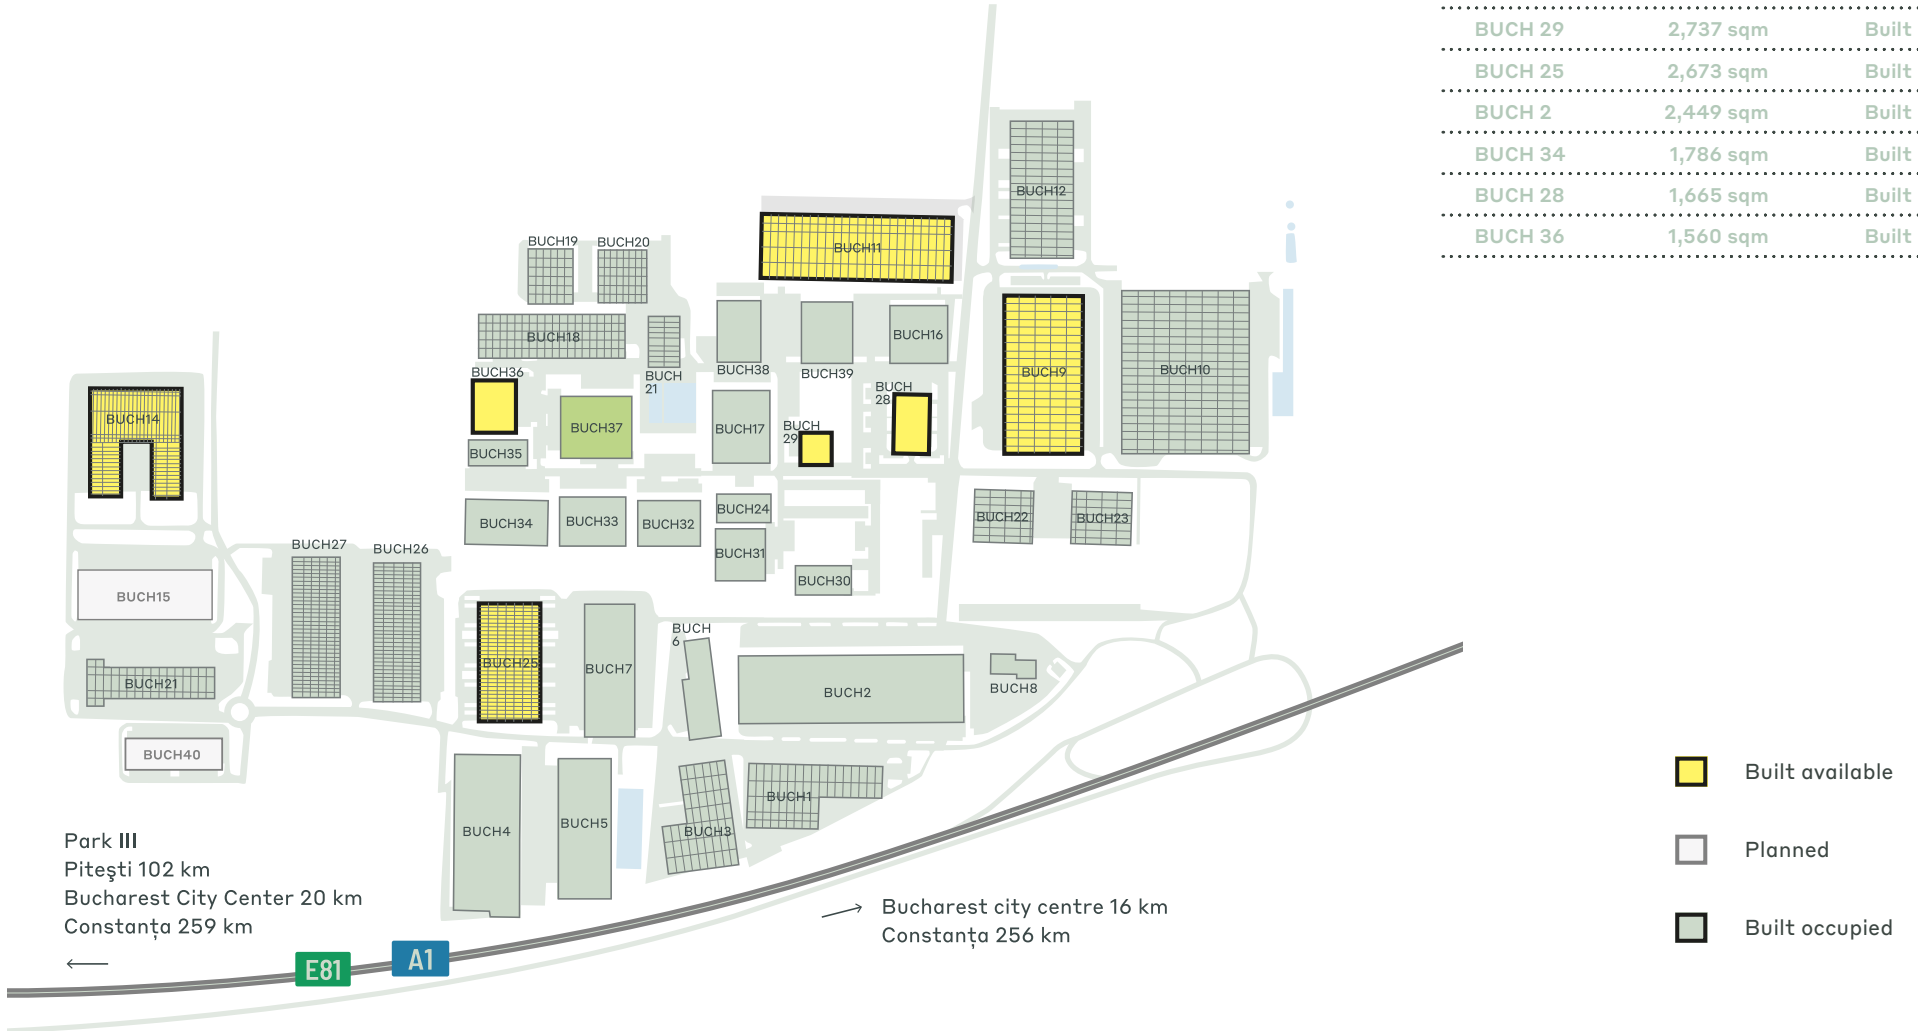 BUCH 29 2,737 sqm Built
BUCH 25 2,673 sqm Built
BUCH 2 2,449 sqm Built
BUCH 34 1,786 sqm Built
BUCH 28 1,665 sqm Built
BUCH 36 1,560 sqm Built
BUCH12
BUCH11
BUCH19
BUCH20
BUCH18
BUCH
21
BUCH38
BUCH39
BUCH16
BUCH9
BUCH10
BUCH36
BUCH37
BUCH35
BUCH17
BUCH
29
BUCH
28
BUCH14
BUCH34
BUCH33
BUCH32
BUCH24
BUCH31
BUCH30
BUCH22
BUCH23
BUCH27
BUCH26
BUCH15
BUCH21
BUCH40
BUCH25
BUCH7
BUCH
6
BUCH2
BUCH8
BUCH4
BUCH5
BUCH3
BUCH1
Park III
Piteşti 102 km
Bucharest City Center 20 km
Constanța 259 km
E81
A1
Bucharest city centre 16 km
Constanța 256 km
Built available
Planned
Built occupied